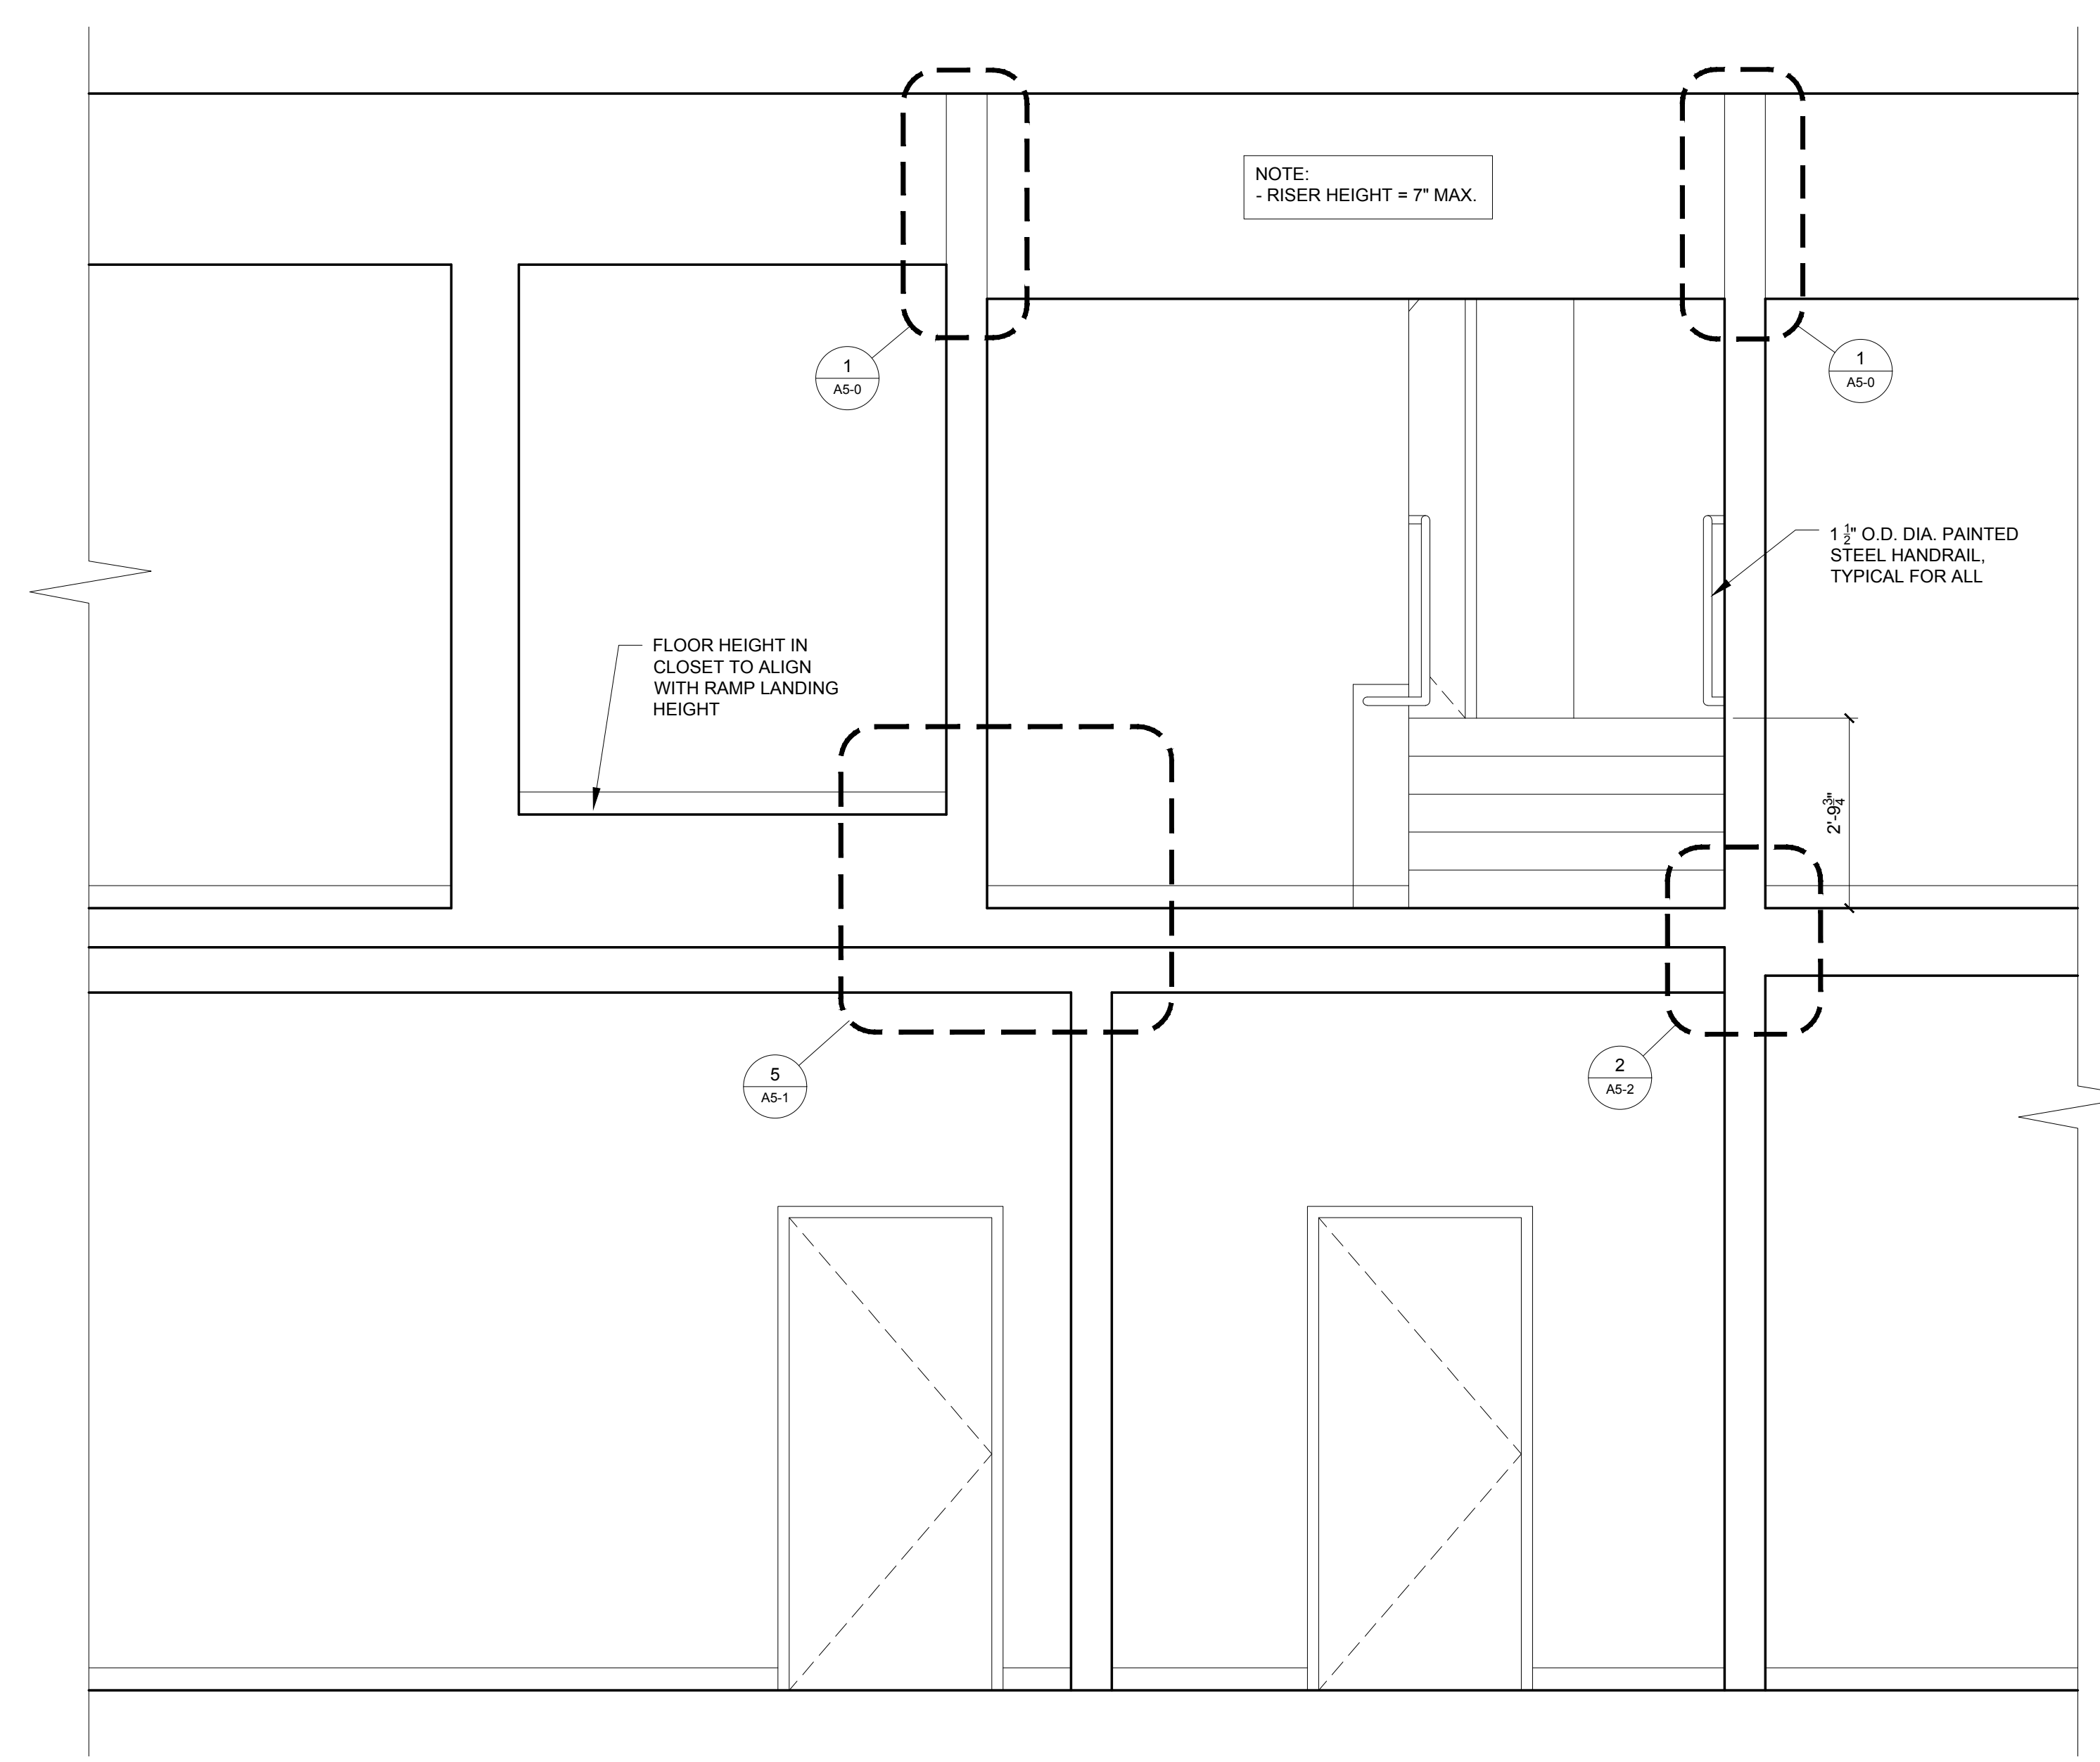 NOTE:
- RISER HEIGHT = 7" MAX.
1
A5-0
1
A5-0
1 1/2" O.D. DIA. PAINTED
STEEL HANDRAIL,
TYPICAL FOR ALL
FLOOR HEIGHT IN
CLOSET TO ALIGN
WITH RAMP LANDING
HEIGHT
2'-9 3/4"
5
A5-1
2
A5-2